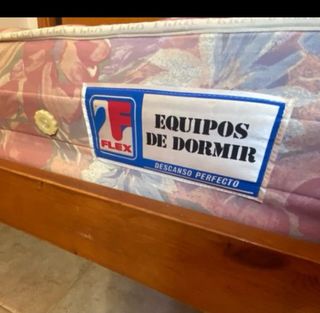 FLEX
EQUIPOS
DE DORMIR
DESCANSO PERFECTO